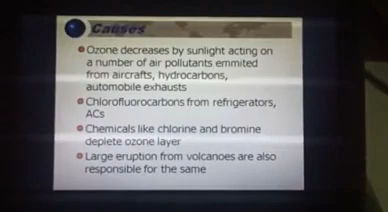 Causes
Ozone decreases by sunlight acting on
a number of air pollutants emmited
from aircrafts, hydrocarbons,
automobile exhausts
Chlorofluorocarbons from refrigerators,
ACs
Chemicals like chlorine and bromine
deplete ozone layer
Large eruption from volcanoes are also
responsible for the same